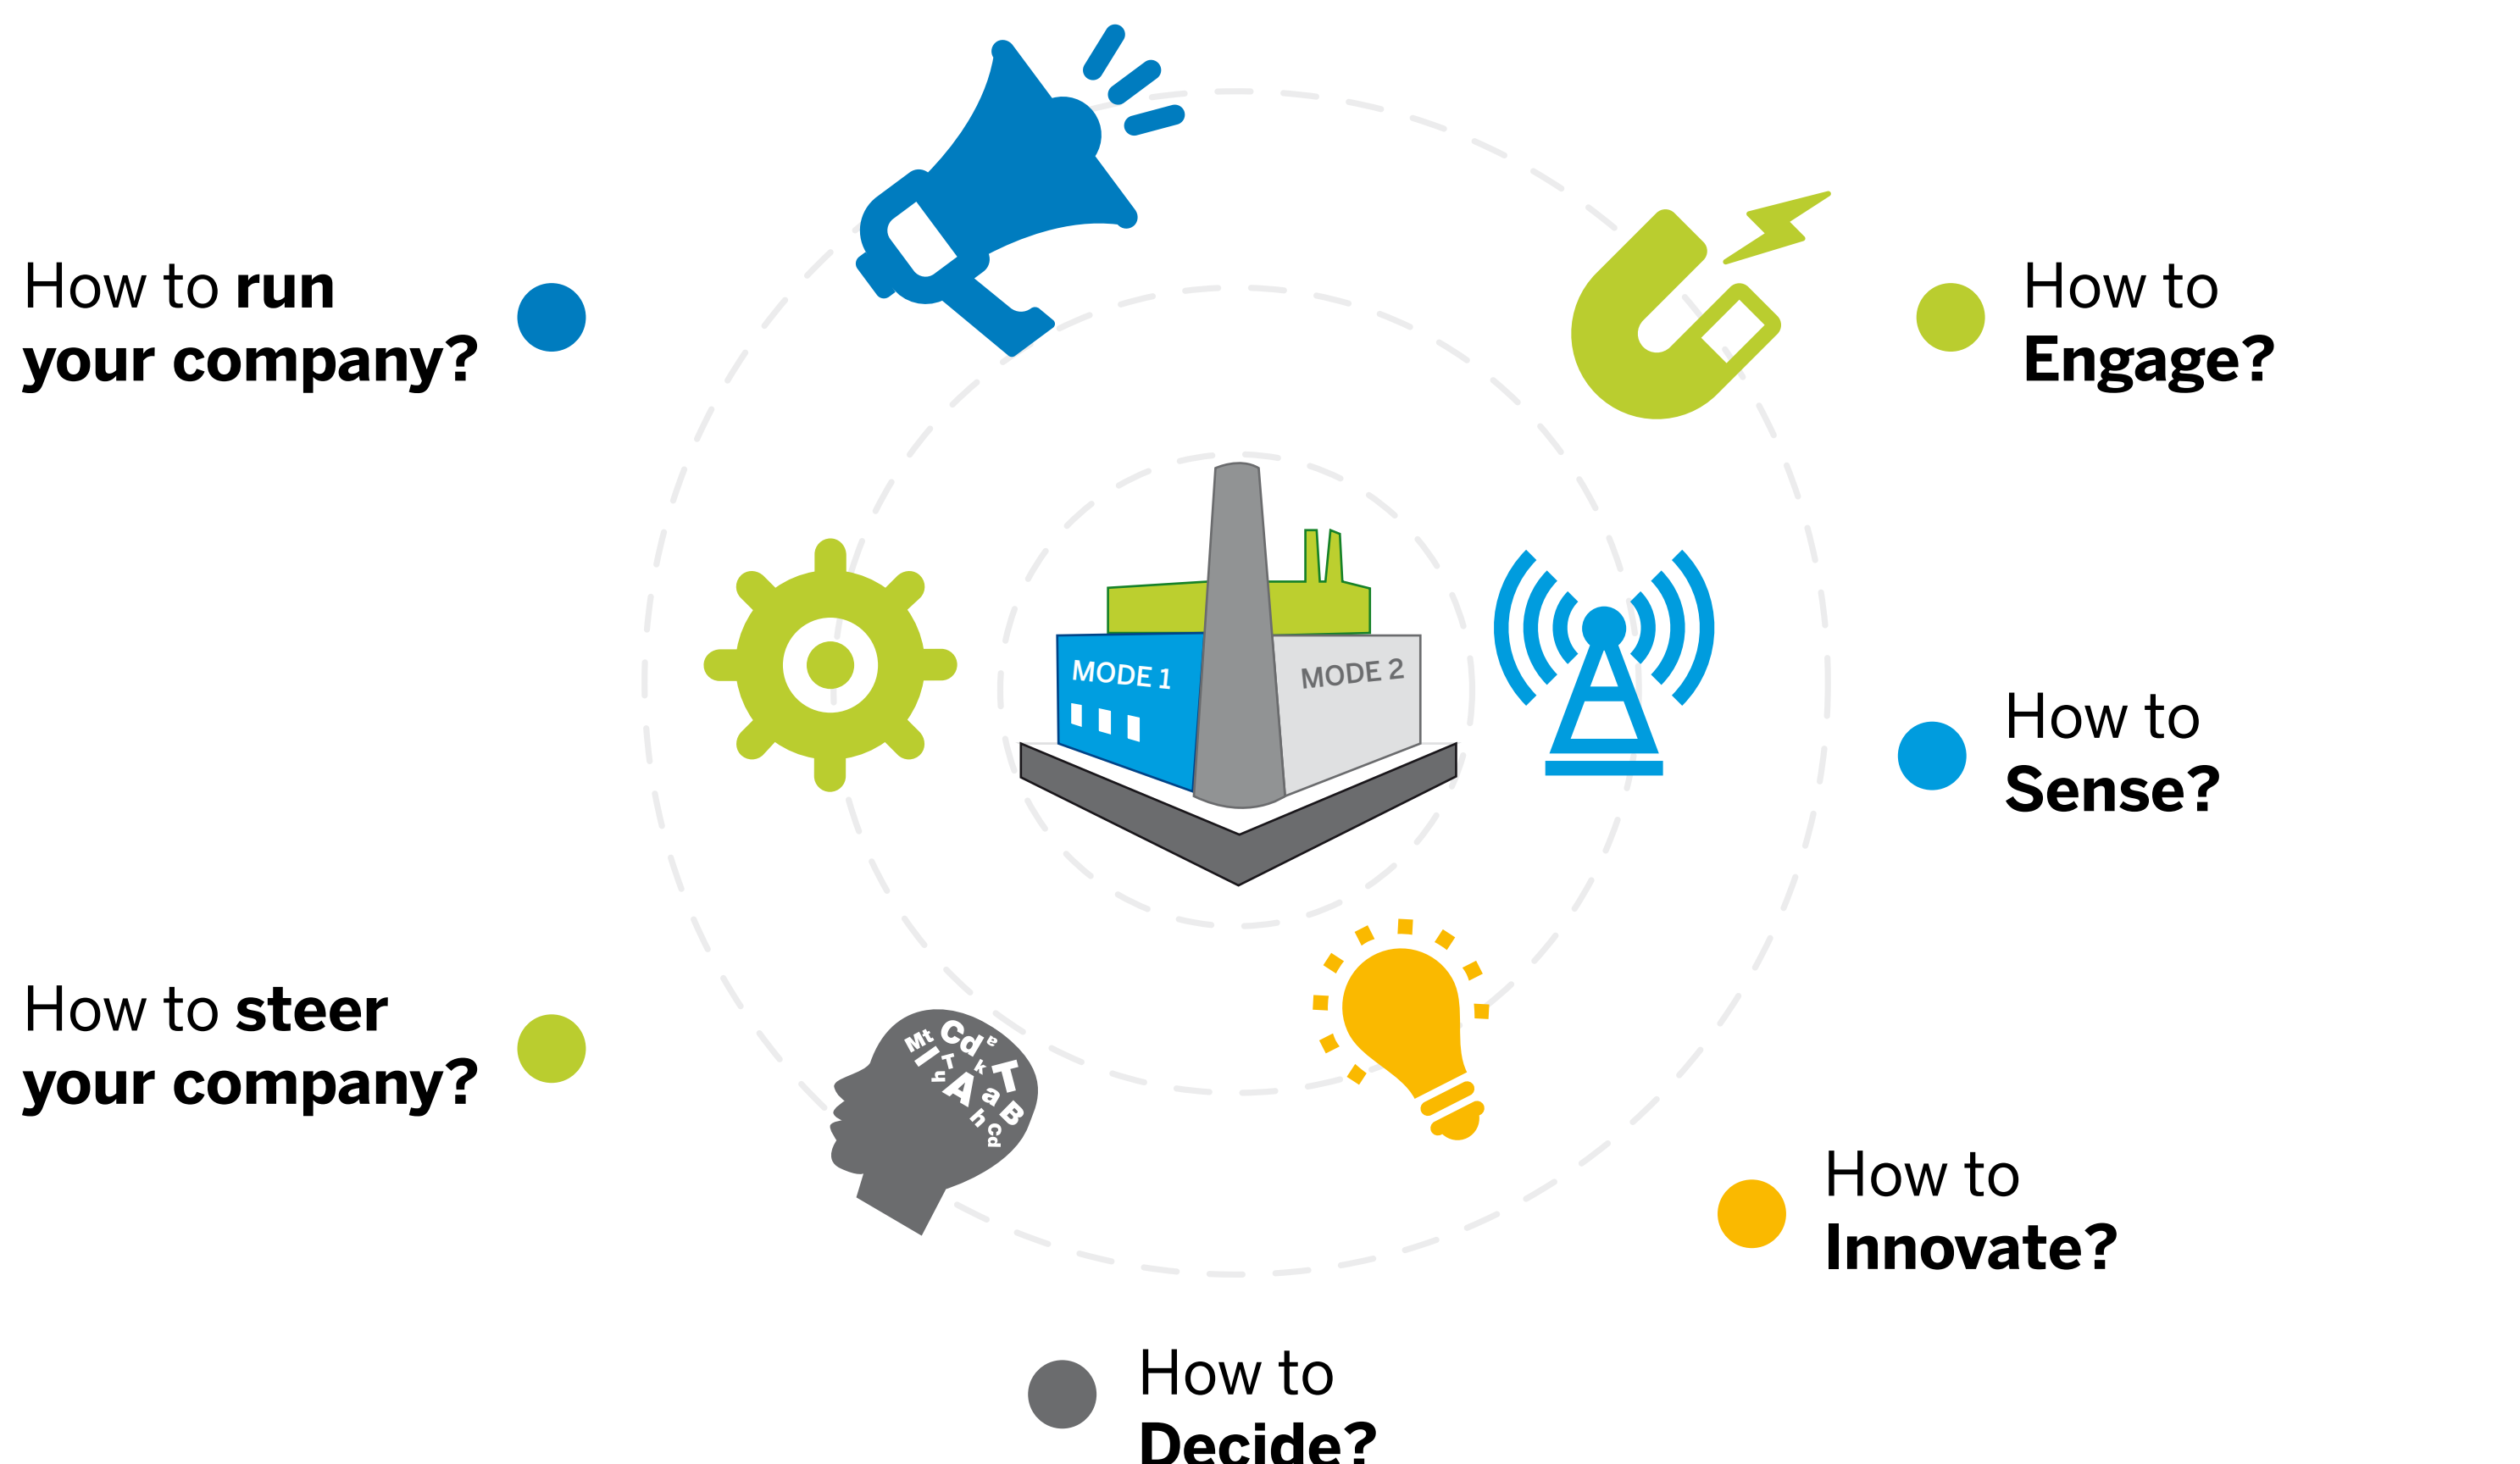 How to run
your company?
How to
Engage?
MODE 1
MODE 2
How to
Sense?
How to steer
your company?
Mt
C
d
e
I
T
h
k
T
A
a
B
h
c
d
How to
Innovate?
How to
Decide?